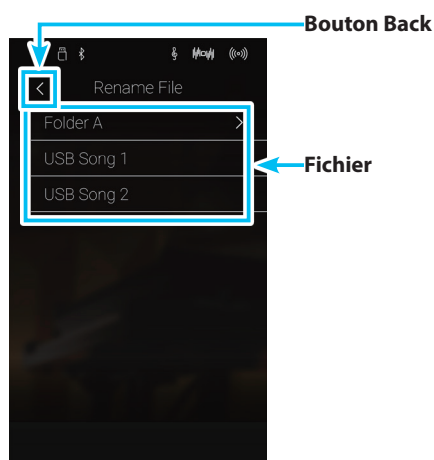 Bouton Back
Rename File
Folder A
USB Song 1
Fichier
USB Song 2